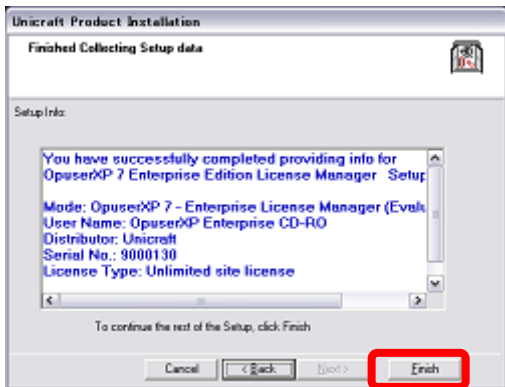 Unicraft Product Installation
Finished Collecting Setup data
Setup Info:
You have successfully completed providing info for
OpuserXP 7 Enterprise Edition License Manager Setup
Mode: OpuserXP 7 - Enterprise License Manager (Evalu
User Name: OpuserXP Enterprise CD-RO
Distributor: Unicraft
Serial No.: 9000130
License Type: Unlimited site license
To continue the rest of the Setup, click Finish
Cancel < Back Next > Finish